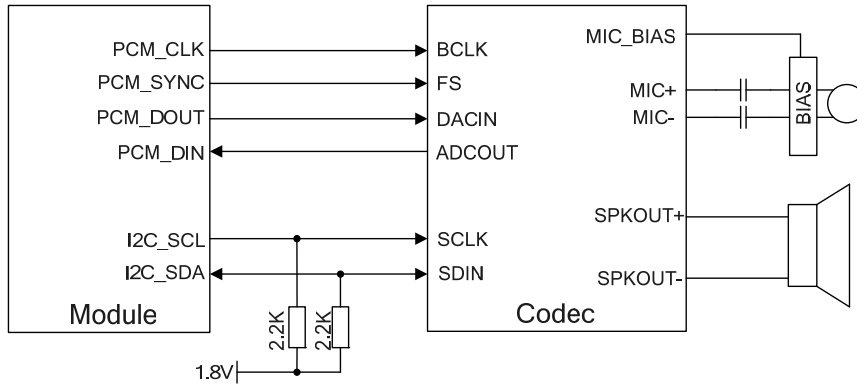 PCM_CLK
PCM_SYNC
PCM_DOUT
PCM_DIN
I2C_SCL
I2C_SDA
Module
BCLK
FS
DACIN
ADCOUT
SCLK
SDIN
Codec
MIC_BIAS
MIC+
MIC-
SPKOUT+
SPKOUT-
BIAS
2.2K
2.2K
1.8V